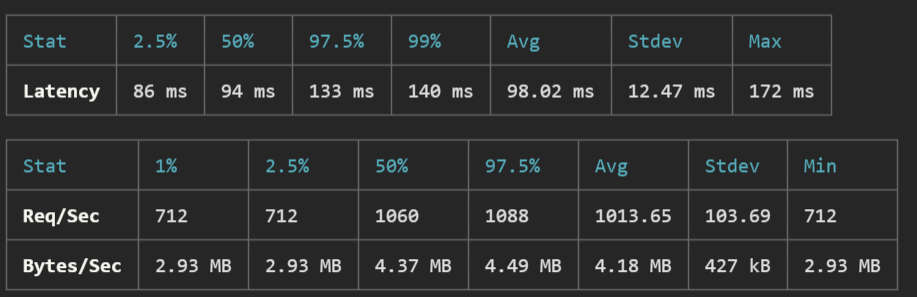 Stat 2.5% 50% 97.5% 99% Avg Stdev Max
Latency 86 ms 94 ms 133 ms 140 ms 98.02 ms 12.47 ms 172 ms
Stat 1% 2.5% 50% 97.5% Avg Stdev Min
Req/Sec 712 712 1060 1088 1013.65 103.69 712
Bytes/Sec 2.93 MB 2.93 MB 4.37 MB 4.49 MB 4.18 MB 427 kB 2.93 MB